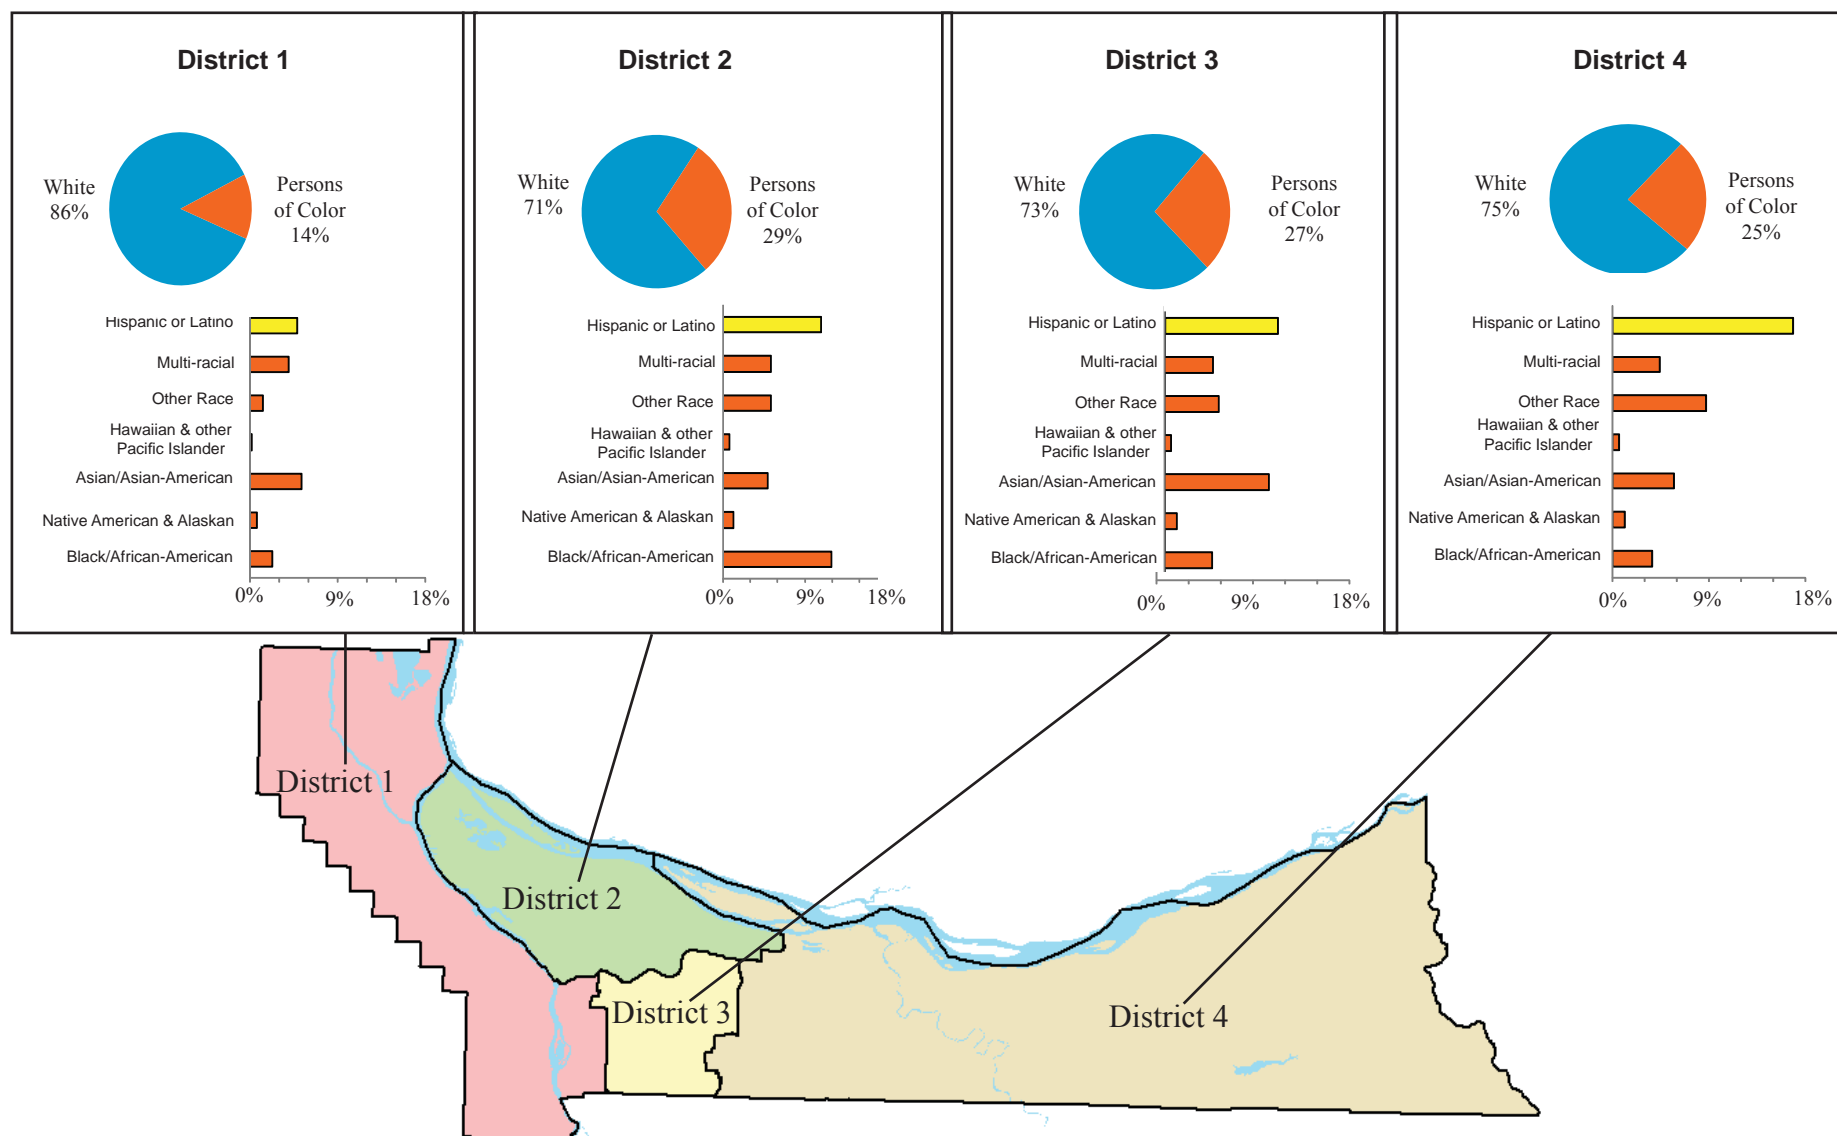 District 1
White
86%
Persons
of Color
14%
Hispanic or Latino
Multi-racial
Other Race
Hawaiian & other
Pacific Islander
Asian/Asian-American
Native American & Alaskan
Black/African-American
0%
9%
18%
District 2
White
71%
Persons
of Color
29%
Hispanic or Latino
Multi-racial
Other Race
Hawaiian & other
Pacific Islander
Asian/Asian-American
Native American & Alaskan
Black/African-American
0%
9%
18%
District 3
White
73%
Persons
of Color
27%
Hispanic or Latino
Multi-racial
Other Race
Hawaiian & other
Pacific Islander
Asian/Asian-American
Native American & Alaskan
Black/African-American
0%
9%
18%
District 4
White
75%
Persons
of Color
25%
Hispanic or Latino
Multi-racial
Other Race
Hawaiian & other
Pacific Islander
Asian/Asian-American
Native American & Alaskan
Black/African-American
0%
9%
18%
District 1
District 2
District 3
District 4